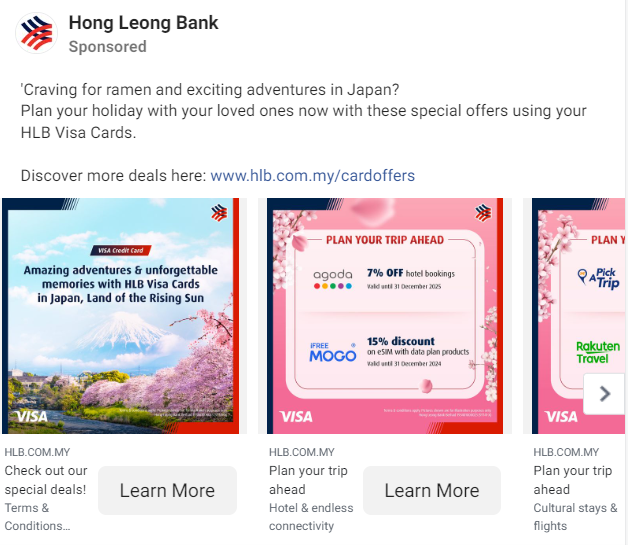 Hong Leong Bank
Sponsored
'Craving for ramen and exciting adventures in Japan?
Plan your holiday with your loved ones now with these special offers using your
HLB Visa Cards.
Discover more deals here: www.hlb.com.my/cardoffers
VISA Credit Card
Amazing adventures & unforgettable
memories with HLB Visa Cards
in Japan, Land of the Rising Sun
VISA
PLAN YOUR TRIP AHEAD
agoda
7% OFF hotel bookings
Valid until 31 December 2025
iFREE
MOGO
15% discount
on eSIM with data plan products
Valid until 31 December 2024
VISA
PLAN Y
A Pick
Trip
Rakuten
Travel
VISA
HLB.COM.MY
Check out our
special deals!
Terms &
Conditions...
Learn More
HLB.COM.MY
Plan your trip
ahead
Hotel & endless
connectivity
Learn More
HLB.COM.MY
Plan your trip
ahead
Cultural stays &
flights